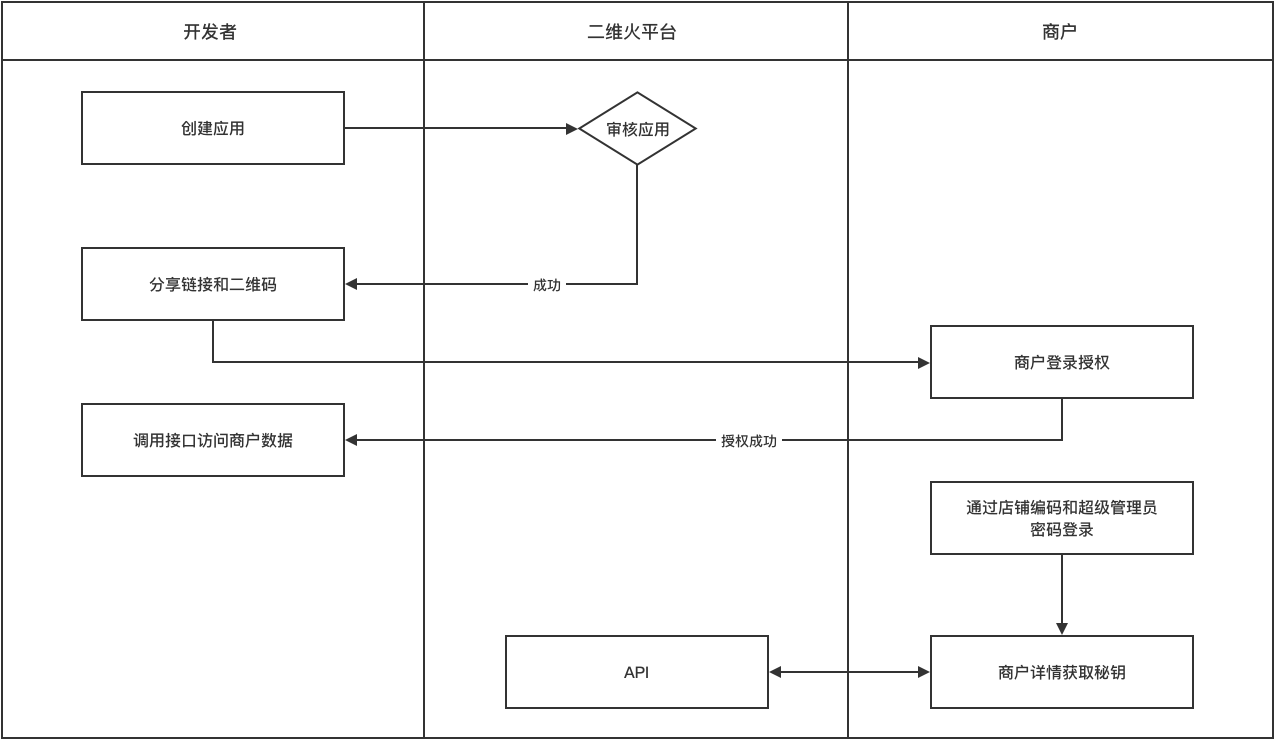 开发者
二维火平台
商户
创建应用
审核应用
分享链接和二维码
成功
商户登录授权
调用接口访问商户数据
授权成功
通过店铺编码和超级管理员
密码登录
API
商户详情获取秘钥